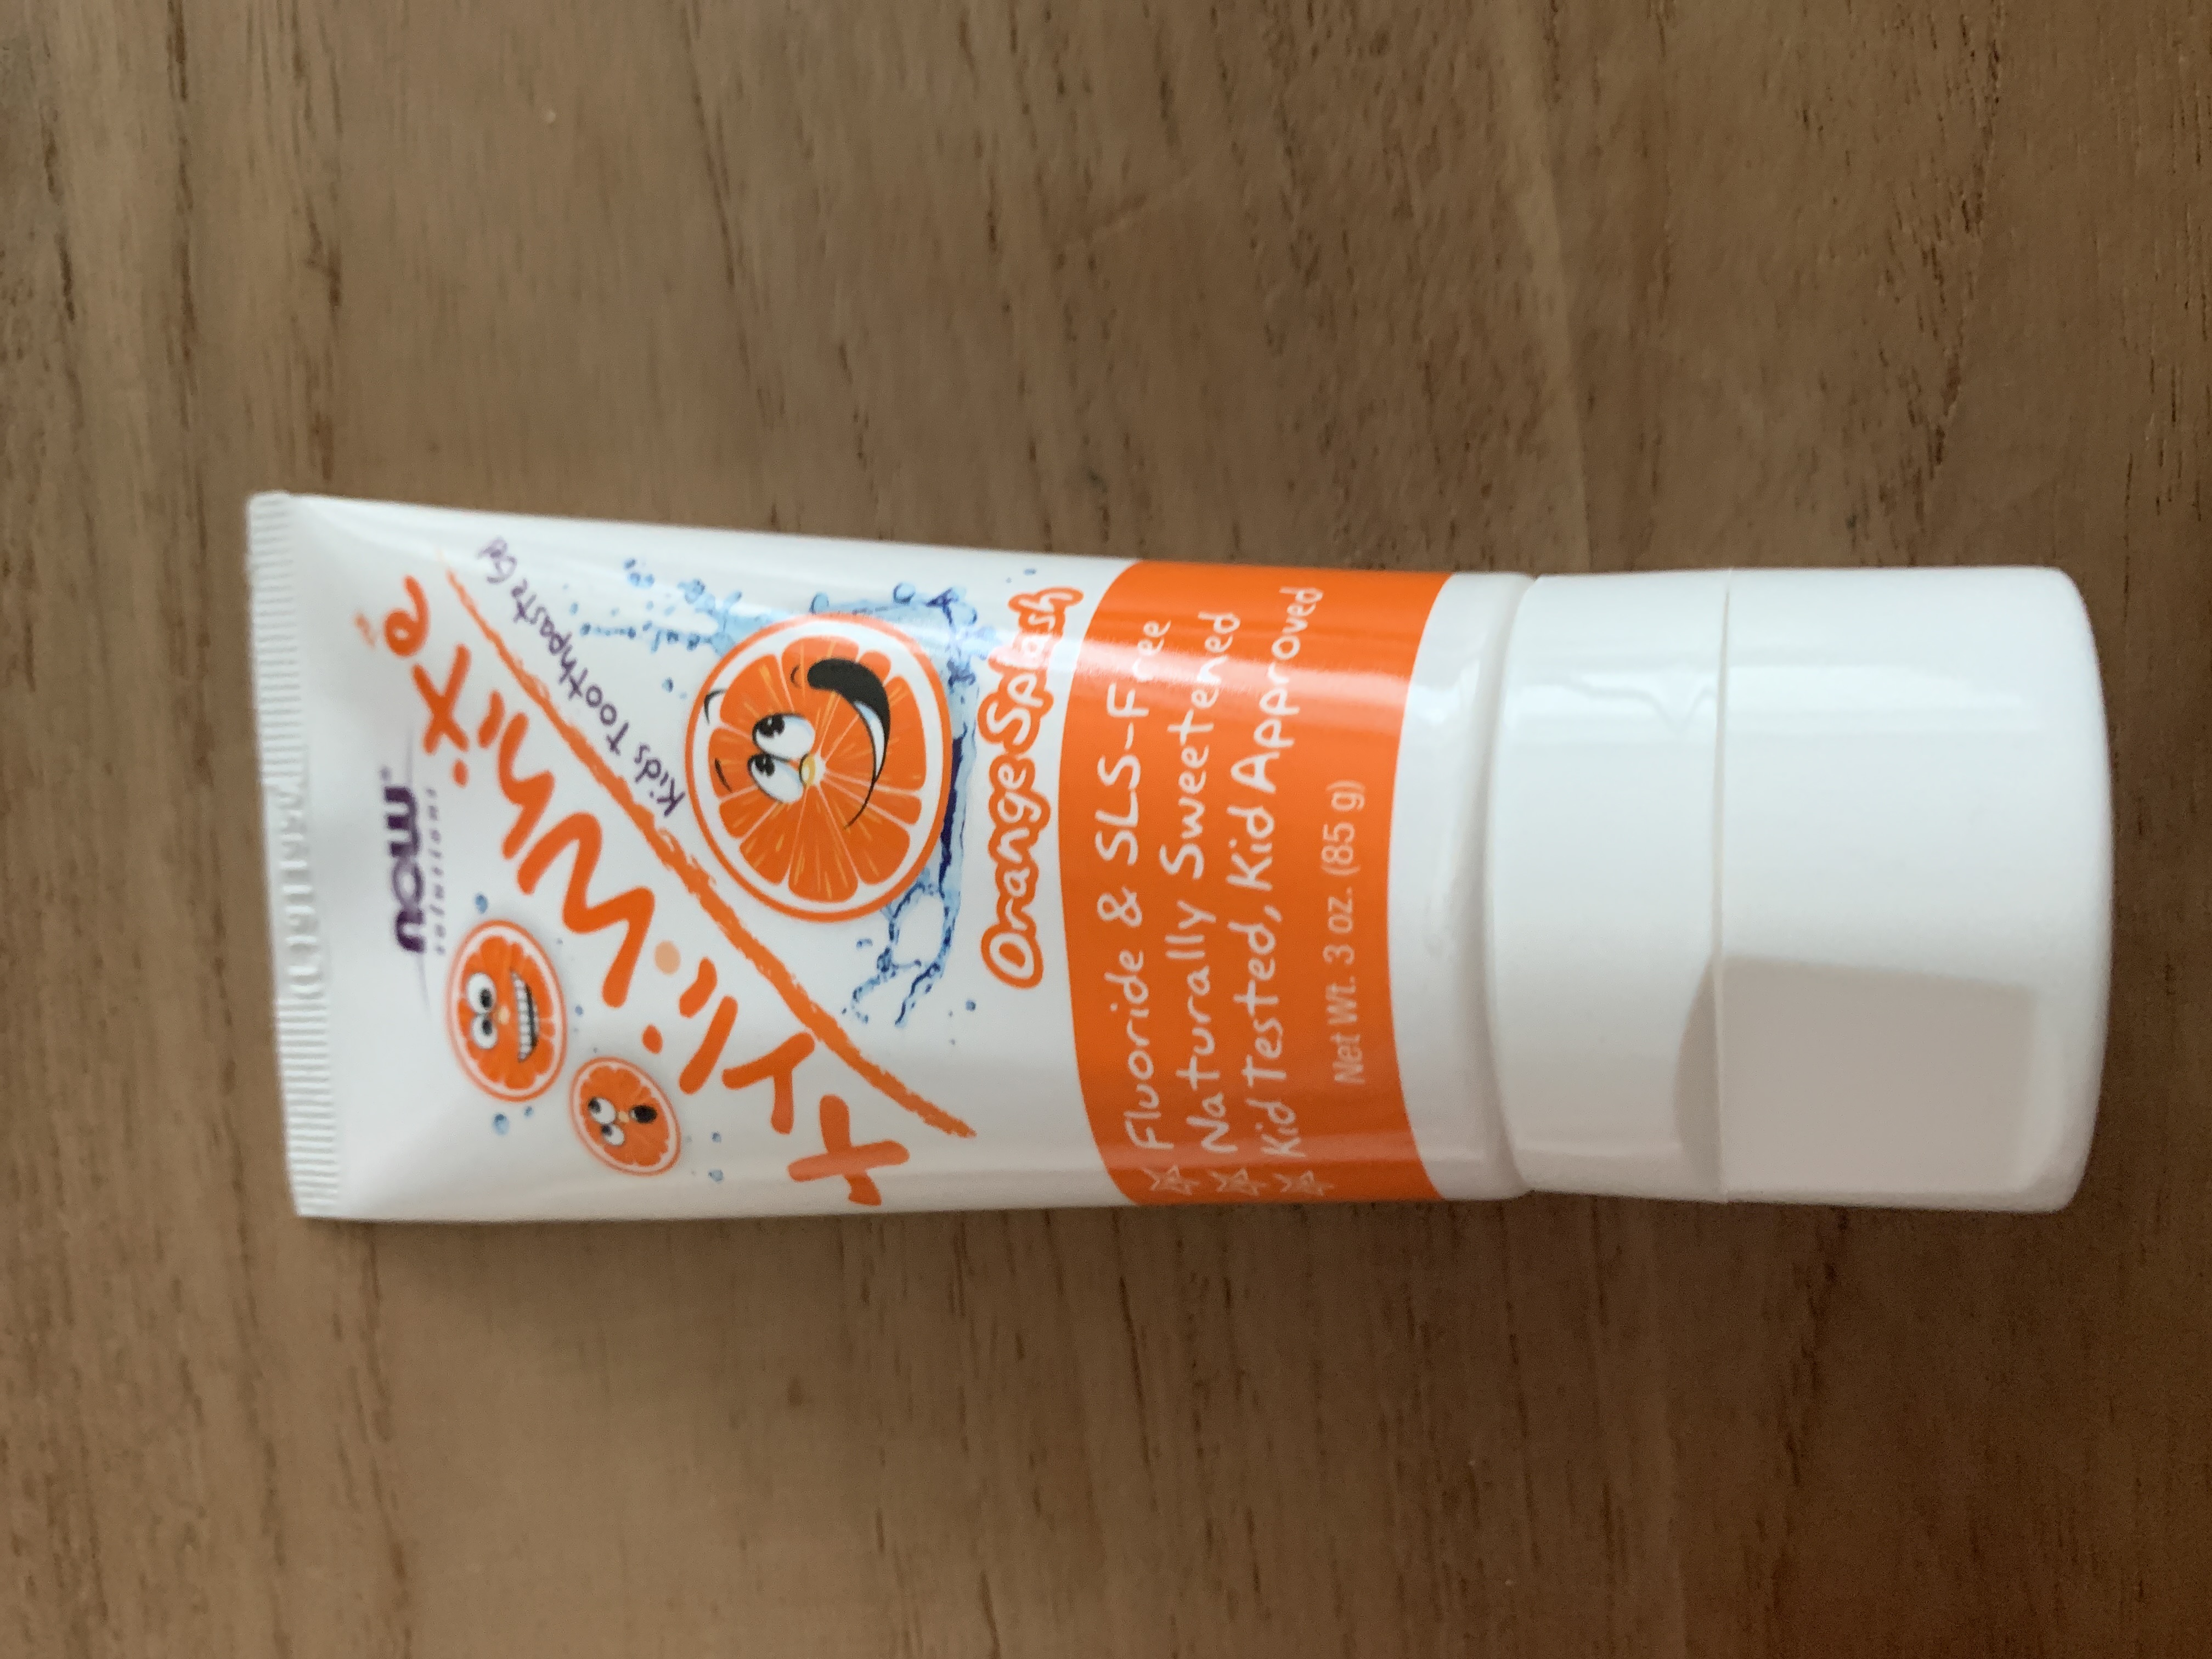 NOW®
solutions
XyliWhite™
Kids Toothpaste Gel
Orange Splash
Fluoride & SLS-Free
Naturally Sweetened
Kid Tested, Kid Approved
Net Wt. 3 oz. (85 g)